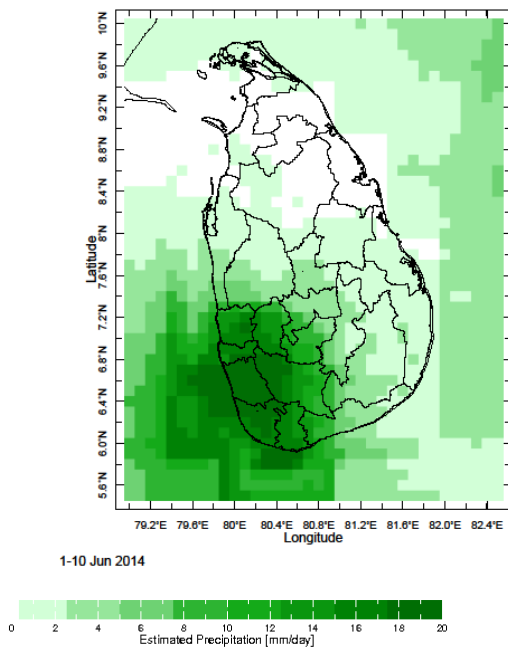 10°N
9.6°N
9.2°N
8.8°N
8.4°N
8°N
7.6°N
7.2°N
6.8°N
6.4°N
6.0°N
5.6°N
Latitude
79.2°E 79.6°E 80°E 80.4°E 80.8°E 81.2°E 81.6°E 82.0°E 82.4°E
Longitude
1-10 Jun 2014
0 2 4 6 8 10 12 14 16 18 20
Estimated Precipitation [mm/day]